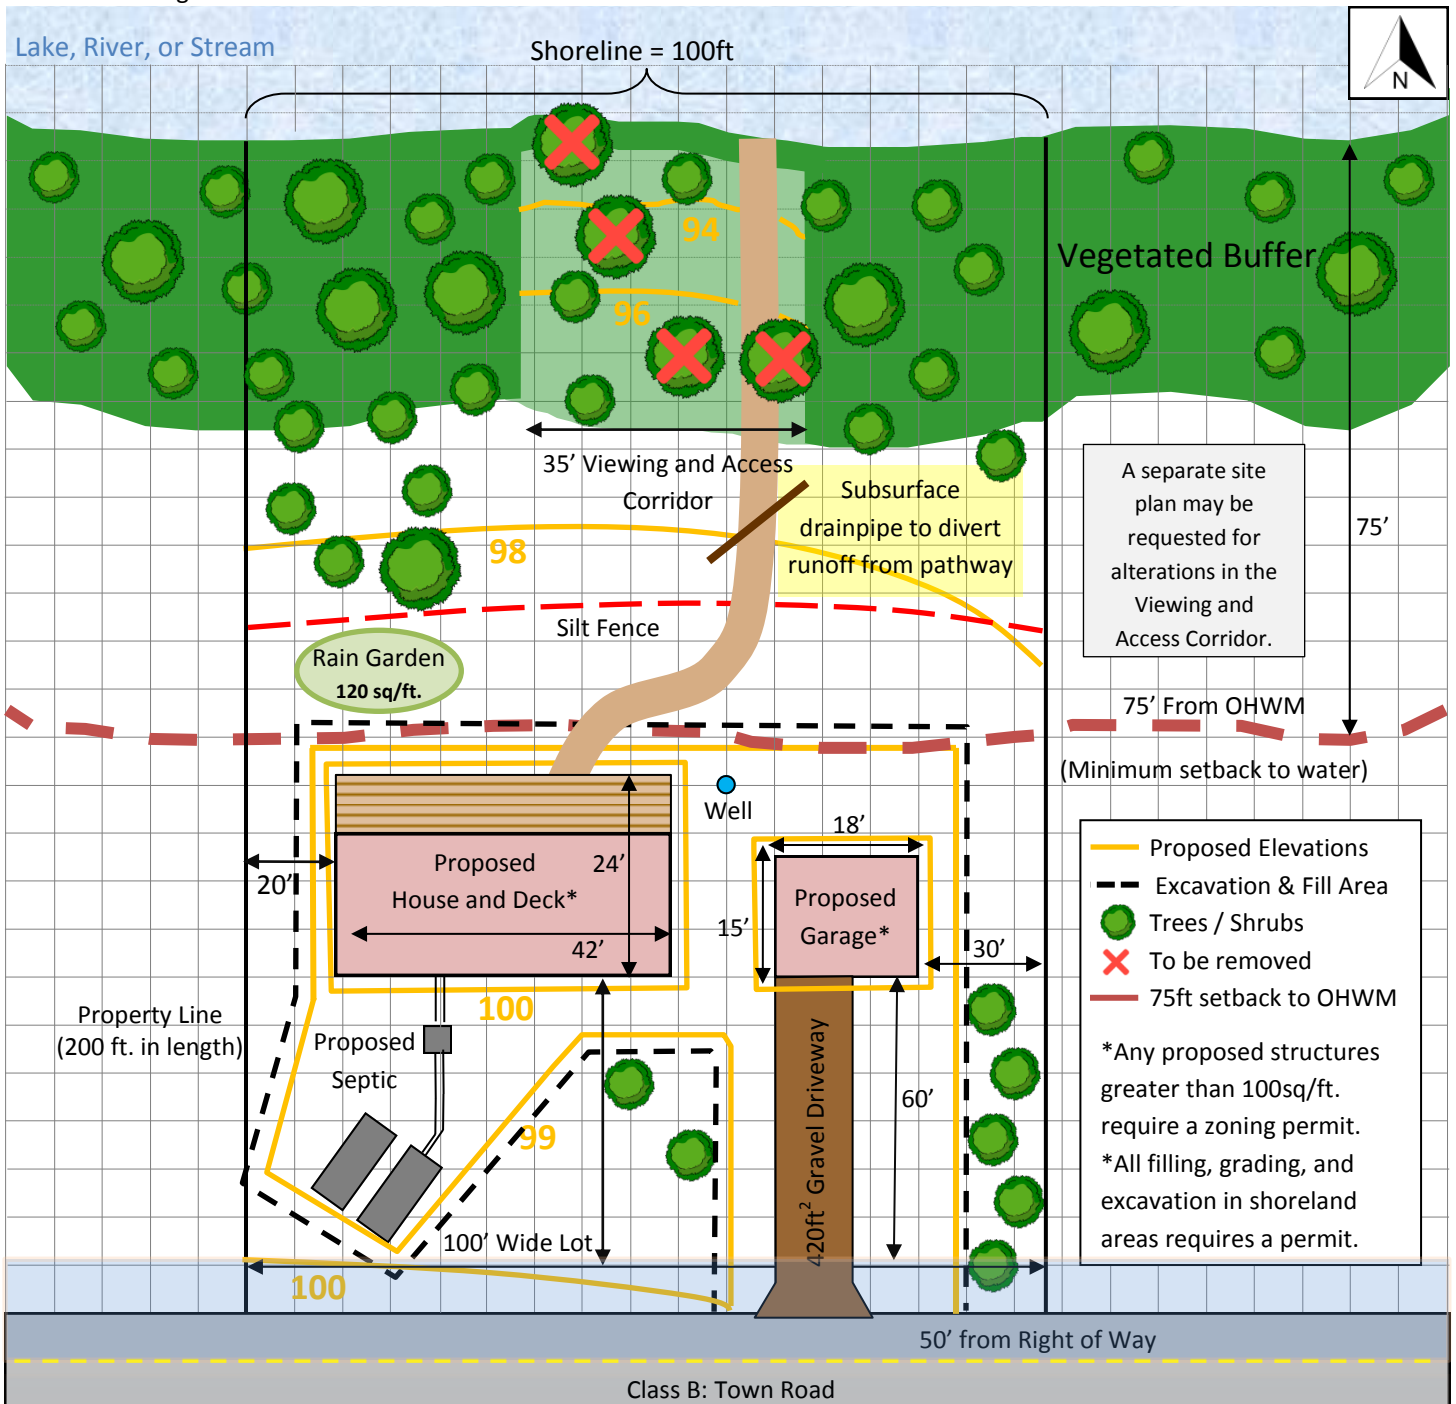 Lake, River, or Stream
Shoreline = 100ft
N
94
Vegetated Buffer
96
35’ Viewing and Access
Corridor
Subsurface
drainpipe to divert
runoff from pathway
A separate site
plan may be
requested for
alterations in the
Viewing and
Access Corridor.
75’
98
Silt Fence
Rain Garden
120 sq/ft.
75’ From OHWM
(Minimum setback to water)
Well
18’
Proposed
House and Deck*
24’
20’
42’
15’
Proposed
Garage*
30’
100
Property Line
(200 ft. in length)
Proposed
Septic
99
60’
420ft² Gravel Driveway
100’ Wide Lot
100
Proposed Elevations
Excavation & Fill Area
Trees / Shrubs
To be removed
75ft setback to OHWM
*Any proposed structures
greater than 100sq/ft.
require a zoning permit.
*All filling, grading, and
excavation in shoreland
areas requires a permit.
50’ from Right of Way
Class B: Town Road